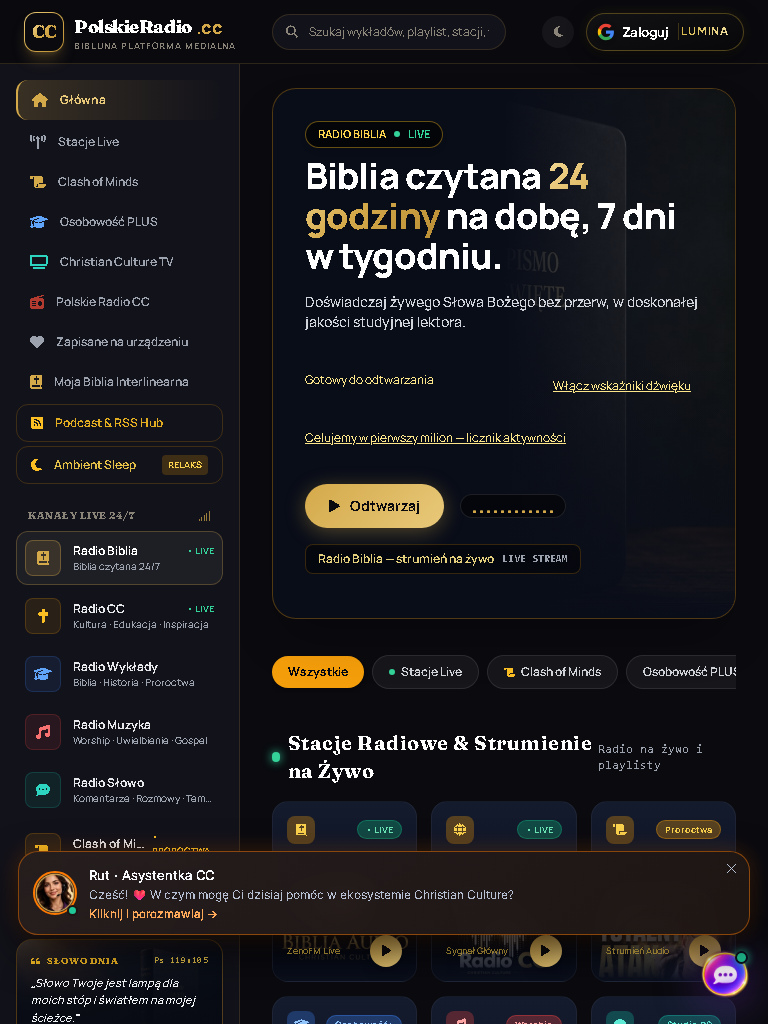 CC PolskieRadio .cc
BIBLIJNA PLATFORMA MEDIALNA
Szukaj wykładów, playlist, stacji,
Zaloguj LUMINA
Główna
Stacje Live
Clash of Minds
Osobowość PLUS
Christian Culture TV
Polskie Radio CC
Zapisane na urządzeniu
Moja Biblia Interlinearna
Podcast & RSS Hub
Ambient Sleep RELAKS
KANAŁY LIVE 24/7
Radio Biblia • LIVE
Biblia czytana 24/7
Radio CC • LIVE
Kultura · Edukacja · Inspiracja
Radio Wykłady
Biblia · Historia · Proroctwa
Radio Muzyka
Worship · Uwielbienie · Gospel
Radio Słowo
Komentarze · Rozmowy · Tem...
Clash of Mi...
SŁOWO DNIA Ps 119:105
„Słowo Twoje jest lampą dla
moich stóp i światłem na mojej
ścieżce."
RADIO BIBLIA • LIVE
Biblia czytana 24
godziny na dobę, 7 dni
w tygodniu.
PISMO
ŚWIĘTE
Doświadczaj żywego Słowa Bożego bez przerw, w doskonałej
jakości studyjnej lektora.
Gotowy do odtwarzania
Włącz wskaźniki dźwięku
Celujemy w pierwszy milion — licznik aktywności
Odtwarzaj
Radio Biblia — strumień na żywo LIVE STREAM
Wszystkie
Stacje Live
Clash of Minds
Osobowość PLUS
Stacje Radiowe & Strumienie
na Żywo
Radio na żywo i
playlisty
• LIVE
• LIVE
Proroctwa
Rut · Asystentka CC
Cześć! ❤️ W czym mogę Ci dzisiaj pomóc w ekosystemie Christian Culture?
Kliknij i porozmawiaj →
ZenoFM Live
Sygnał Główny
Strumień Audio